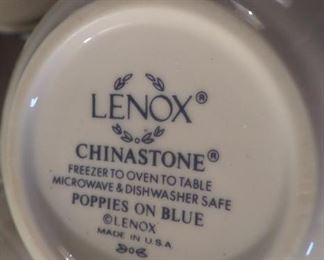 LENOX®
CHINASTONE®
FREEZER TO OVEN TO TABLE
MICROWAVE & DISHWASHER SAFE
POPPIES ON BLUE
©LENOX
MADE IN U.S.A